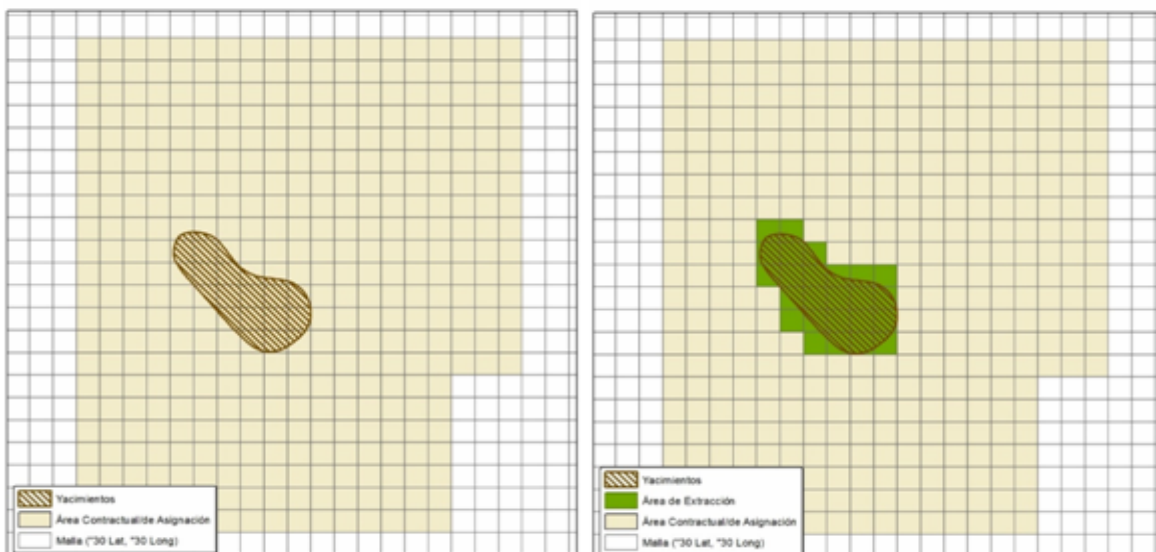 Yacimientos
Área Contractual/de Asignación
Malla (°30 Lat, °30 Long)
Yacimientos
Área de Extracción
Área Contractual/de Asignación
Malla (°30 Lat, °30 Long)